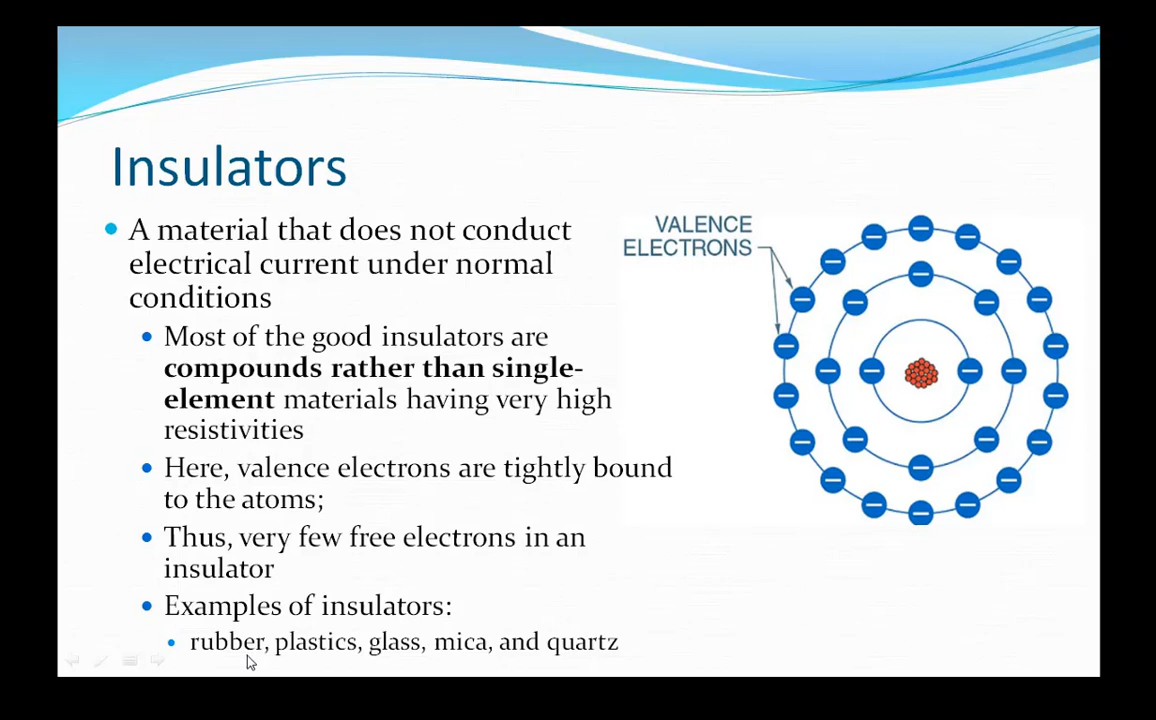 Insulators
A material that does not conduct
electrical current under normal
conditions
Most of the good insulators are
compounds rather than single-
element materials having very high
resistivities
Here, valence electrons are tightly bound
to the atoms;
Thus, very few free electrons in an
insulator
Examples of insulators:
rubber, plastics, glass, mica, and quartz
VALENCE
ELECTRONS